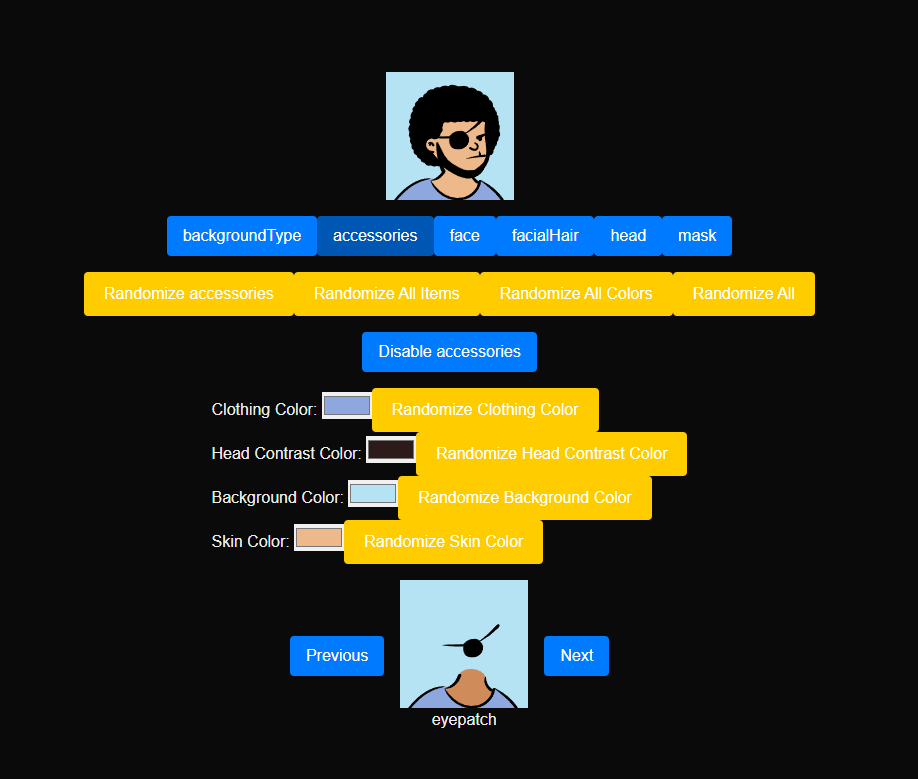 backgroundType accessories face facialHair head mask
Randomize accessories Randomize All Items Randomize All Colors Randomize All
Disable accessories
Clothing Color: Randomize Clothing Color
Head Contrast Color: Randomize Head Contrast Color
Background Color: Randomize Background Color
Skin Color: Randomize Skin Color
Previous Next
eyepatch